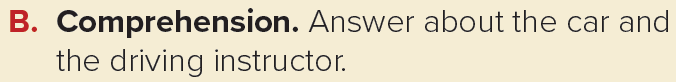 B. Comprehension. Answer about the car and
the driving instructor.